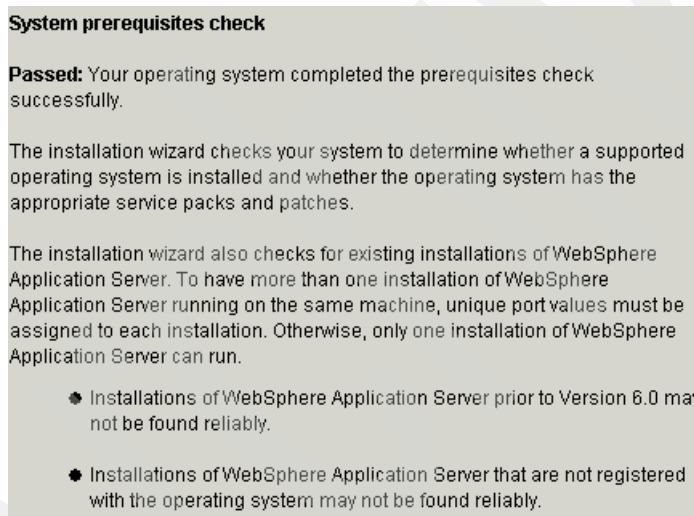 System prerequisites check
Passed: Your operating system completed the prerequisites check
successfully.
The installation wizard checks your system to determine whether a supported
operating system is installed and whether the operating system has the
appropriate service packs and patches.
The installation wizard also checks for existing installations of WebSphere
Application Server. To have more than one installation of WebSphere
Application Server running on the same machine, unique port values must be
assigned to each installation. Otherwise, only one installation of WebSphere
Application Server can run.
Installations of WebSphere Application Server prior to Version 6.0 may
not be found reliably.
Installations of WebSphere Application Server that are not registered
with the operating system may not be found reliably.